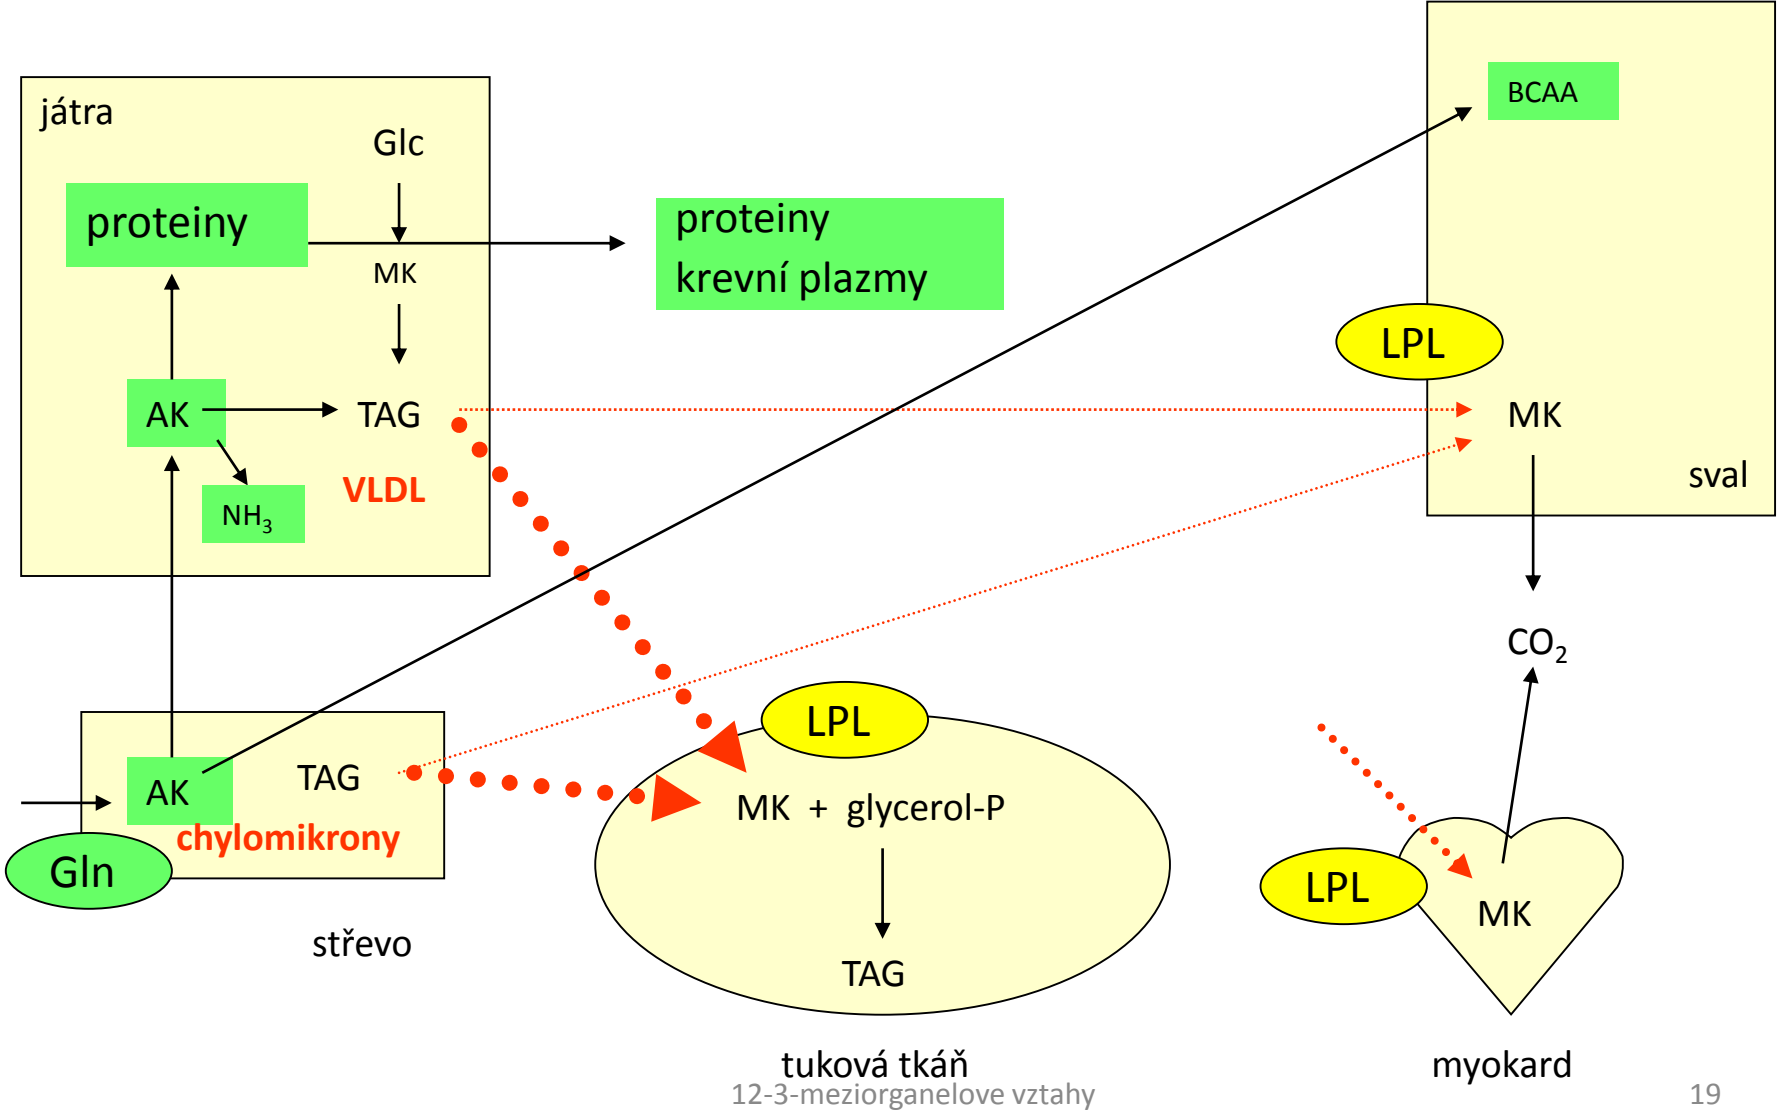 játra
Glc
proteiny
MK
AK
TAG
VLDL
NH₃
proteiny
krevní plazmy
BCAA
LPL
MK
sval
CO₂
AK
TAG
chylomikrony
Gln
střevo
LPL
MK + glycerol-P
TAG
tuková tkáň
LPL
MK
myokard
12-3-meziorganelove vztahy
19